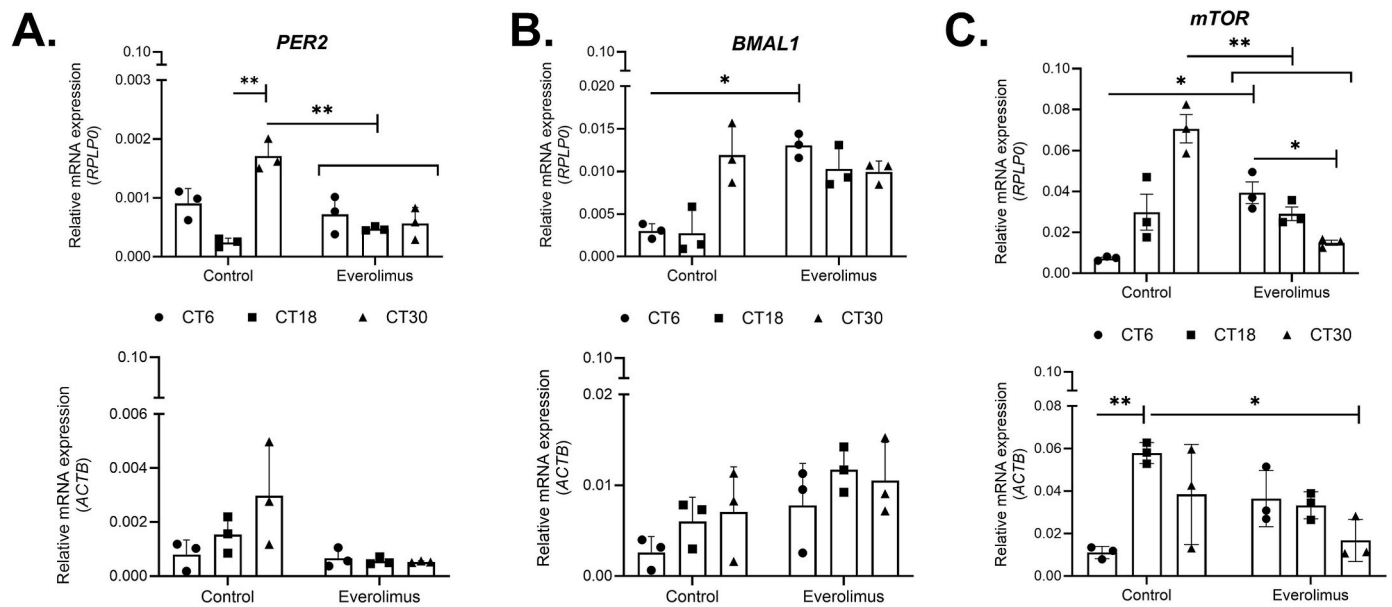 A.
PER2
0.10
0.003
**
**
0.002
0.001
0.000
Relative mRNA expression
(RPLP0)
Control
Everolimus
CT6
CT18
CT30
0.10
0.006
0.004
0.002
0.000
Relative mRNA expression
(ACTB)
Control
Everolimus
B.
BMAL1
0.10
0.020
*
0.015
0.010
0.005
0.000
Relative mRNA expression
(RPLP0)
Control
Everolimus
CT6
CT18
CT30
0.10
0.02
0.01
0.00
Relative mRNA expression
(ACTB)
Control
Everolimus
C.
mTOR
**
*
*
0.10
0.08
0.06
0.04
0.02
0.00
Relative mRNA expression
(RPLP0)
Control
Everolimus
CT6
CT18
CT30
0.10
0.08
**
*
0.06
0.04
0.02
0.00
Relative mRNA expression
(ACTB)
Control
Everolimus